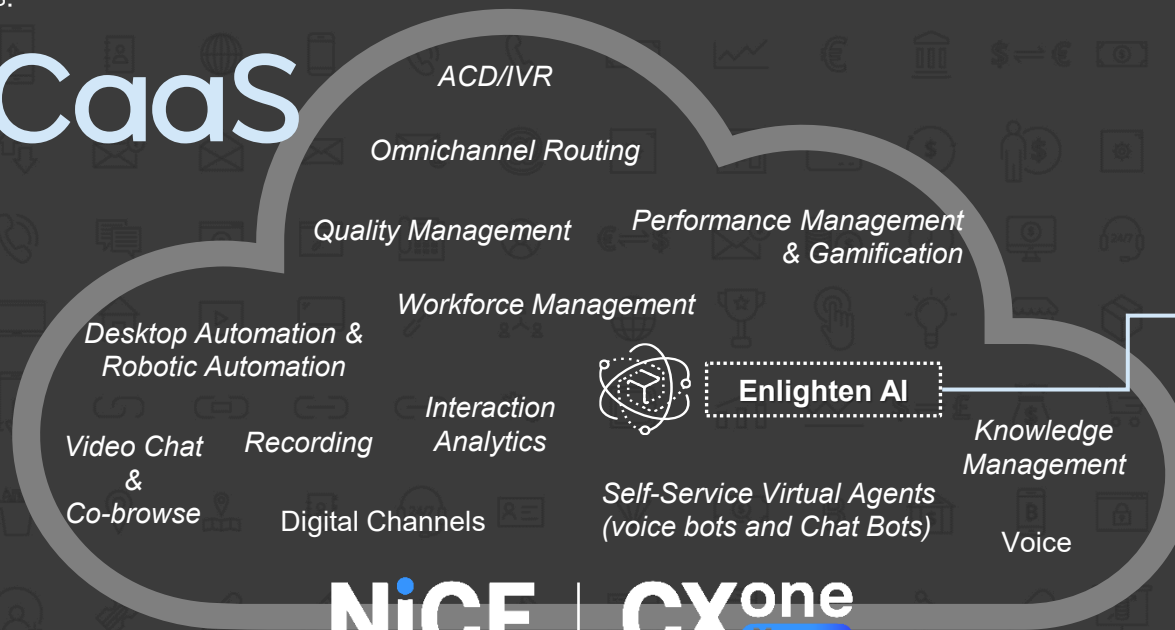 CaaS
ACD/IVR
Omnichannel Routing
Quality Management
Performance Management
& Gamification
Workforce Management
Desktop Automation &
Robotic Automation
Enlighten AI
Interaction
Analytics
Recording
Video Chat
&
Co-browse
Knowledge
Management
Self-Service Virtual Agents
(voice bots and Chat Bots)
Digital Channels
Voice
NiCE | CXone